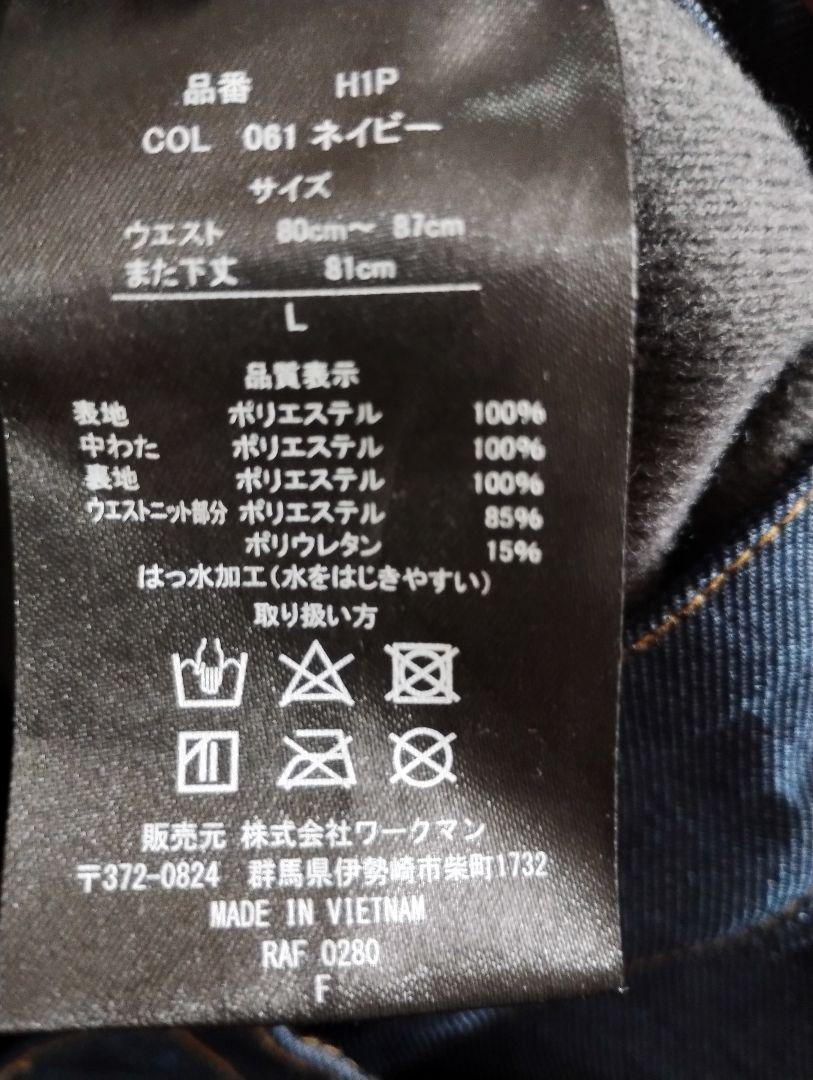 品番 H1P
COL 061 ネイビー
サイズ
ウエスト 80cm～ 87cm
また下丈 81cm
L
品質表示
表地 ポリエステル 100%
中わた ポリエステル 100%
裏地 ポリエステル 100%
ウエストニット部分 ポリエステル 85%
ポリウレタン 15%
はっ水加工(水をはじきやすい)
取り扱い方
販売元 株式会社ワークマン
〒372-0824 群馬県伊勢崎市柴町1732
MADE IN VIETNAM
RAF 0280
F